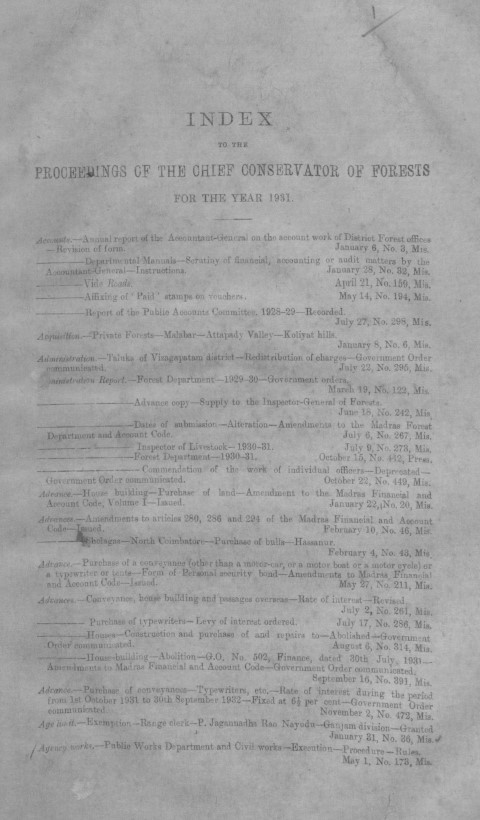 INDEX
TO THE
PROCEEDINGS OF THE CHIEF CONSERVATOR OF FORESTS
FOR THE YEAR 1931.
Accounts.—Annual report of the Accountant-General on the account work of District Forest offices
—Revision of form. January 6, No. 3, Mis.
———Departmental Manuals—Scrutiny of financial, accounting or audit matters by the
Accountant-General—Instructions. January 28, No. 32, Mis.
———Vide Roads. April 21, No. 159, Mis.
———Affixing of "Paid" stamps on vouchers. May 14, No. 194, Mis.
———Report of the Public Accounts Committee, 1928-29—Recorded.
July 27, No. 298, Mis.
Acquisition.—Private Forests—Malabar—Attapady Valley—Koliyat hills.
January 8, No. 6, Mis.
Administration.—Taluks of Vizagapatam district—Redistribution of charges—Government Order
communicated. July 22, No. 295, Mis.
Administration Report.—Forest Department—1929-30—Government orders.
March 19, No. 122, Mis.
———Advance copy—Supply to the Inspector-General of Forests.
June 18, No. 242, Mis.
———Dates of submission—Alteration—Amendments to the Madras Forest
Department and Account Code. July 6, No. 267, Mis.
———Inspector of Livestock—1930-31. July 9, No. 273, Mis.
———Forest Department—1930-31. October 15, No. 442, Press.
———Commendation of the work of individual officers—Deprecated—
Government Order communicated. October 22, No. 449, Mis.
Advance.—House building—Purchase of land—Amendment to the Madras Financial and
Account Code, Volume I—Issued. January 22, No. 20, Mis.
Advances.—Amendments to articles 280, 286 and 294 of the Madras Financial and Account
Code—Issued. February 10, No. 46, Mis.
———North Coimbatore—Purchase of bulls—Hassanur.
February 4, No. 43, Mis.
Advance.—Purchase of a conveyance (other than a motor-car, or a motor boat or a motor cycle) or
a typewriter or tents—Form of Personal security bond—Amendments to Madras Financial
and Account Code—Issued. May 27, No. 211, Mis.
Advances.—Conveyance, house building and passages overseas—Rate of interest—Revised.
July 2, No. 261, Mis.
———Purchase of typewriters—Levy of interest ordered. July 17, No. 286, Mis.
———Houses—Construction and purchase of and repairs to—Abolished—Government
Order communicated. August 6, No. 314, Mis.
———House-building—Abolition—G.O. No. 502, Finance, dated 30th July, 1931—
Amendments to Madras Financial and Account Code—Government Order communicated.
September 16, No. 391, Mis.
Advance.—Purchase of conveyances—Typewriters, etc.—Rate of interest during the period
from 1st October 1931 to 30th September 1932—Fixed at 6½ per cent—Government Order
communicated. November 2, No. 472, Mis.
Age limit.—Exemption—Range clerk—P. Jagannadha Rao Nayudu—Ganjam division—Granted
January 31, No. 36, Mis.
Agency works.—Public Works Department and Civil works—Execution—Procedure—Rules.
May 1, No. 173, Mis.